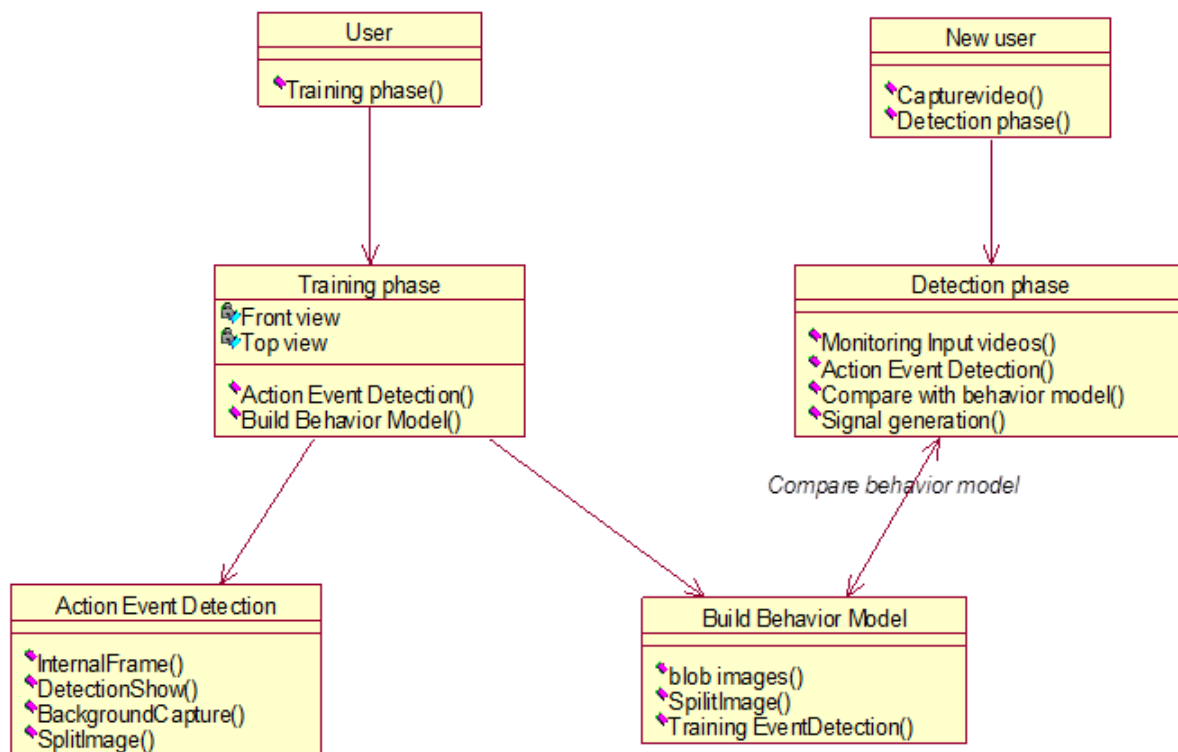 User
Training phase()
New user
Capturevideo()
Detection phase()
Training phase
Front view
Top view
Action Event Detection()
Build Behavior Model()
Detection phase
Monitoring Input videos()
Action Event Detection()
Compare with behavior model()
Signal generation()
Compare behavior model
Action Event Detection
InternalFrame()
DetectionShow()
BackgroundCapture()
SplitImage()
Build Behavior Model
blob images()
SpilitImage()
Training EventDetection()